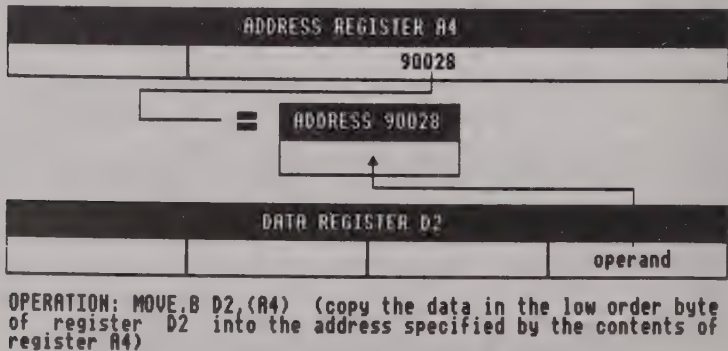 ADDRESS REGISTER A4
90028
= ADDRESS 90028
DATA REGISTER D2
operand
OPERATION: MOVE.B D2,(A4) (copy the data in the low order byte
of register D2 into the address specified by the contents of
register A4)